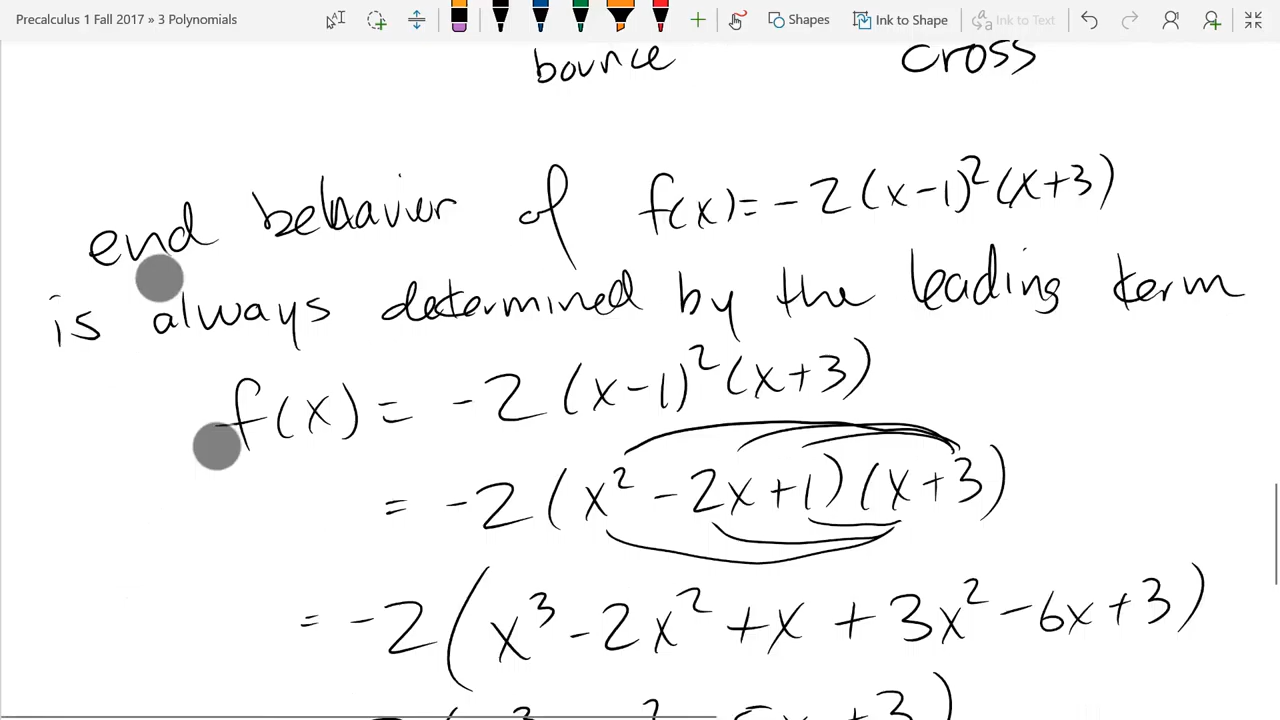 Precalculus 1 Fall 2017 » 3 Polynomials Shapes Ink to Shape Ink to Text
bounce cross
end behavior of f(x)=-2(x-1)²(x+3)
is always determined by the leading term
f(x) = -2(x-1)²(x+3)
= -2(x²-2x+1)(x+3)
= -2(x³-2x²+x+3x²-6x+3)